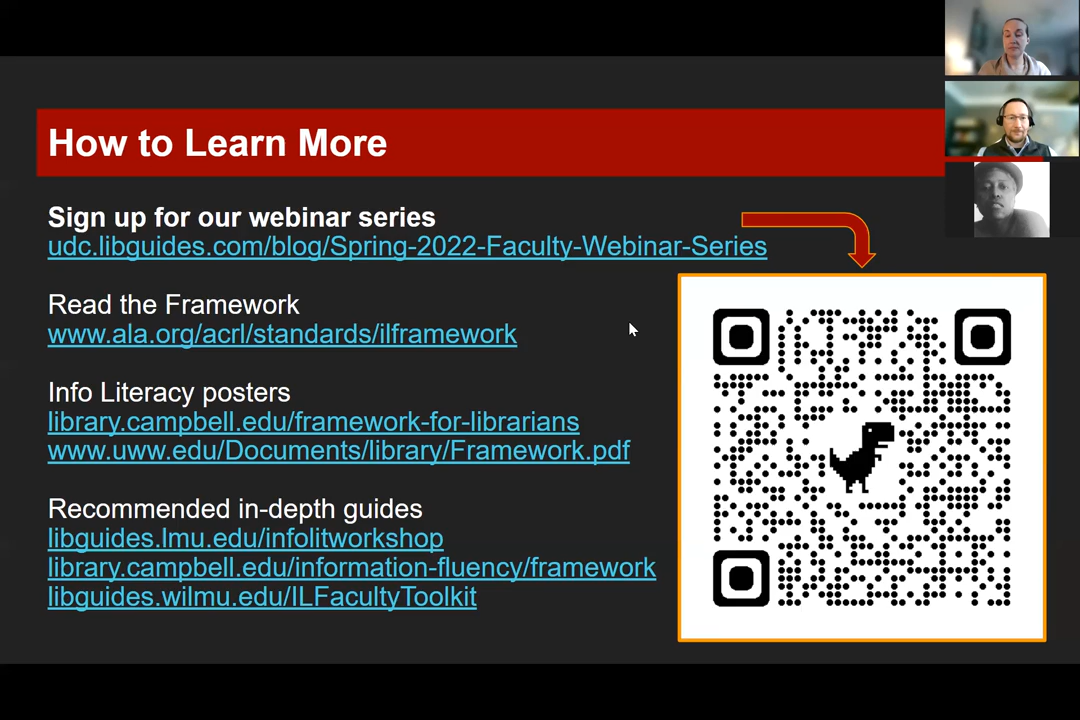 How to Learn More
Sign up for our webinar series
udc.libguides.com/blog/Spring-2022-Faculty-Webinar-Series
Read the Framework
www.ala.org/acrl/standards/ilframework
Info Literacy posters
library.campbell.edu/framework-for-librarians
www.uww.edu/Documents/library/Framework.pdf
Recommended in-depth guides
libguides.lmu.edu/infolitworkshop
library.campbell.edu/information-fluency/framework
libguides.wilmu.edu/ILFacultyToolkit